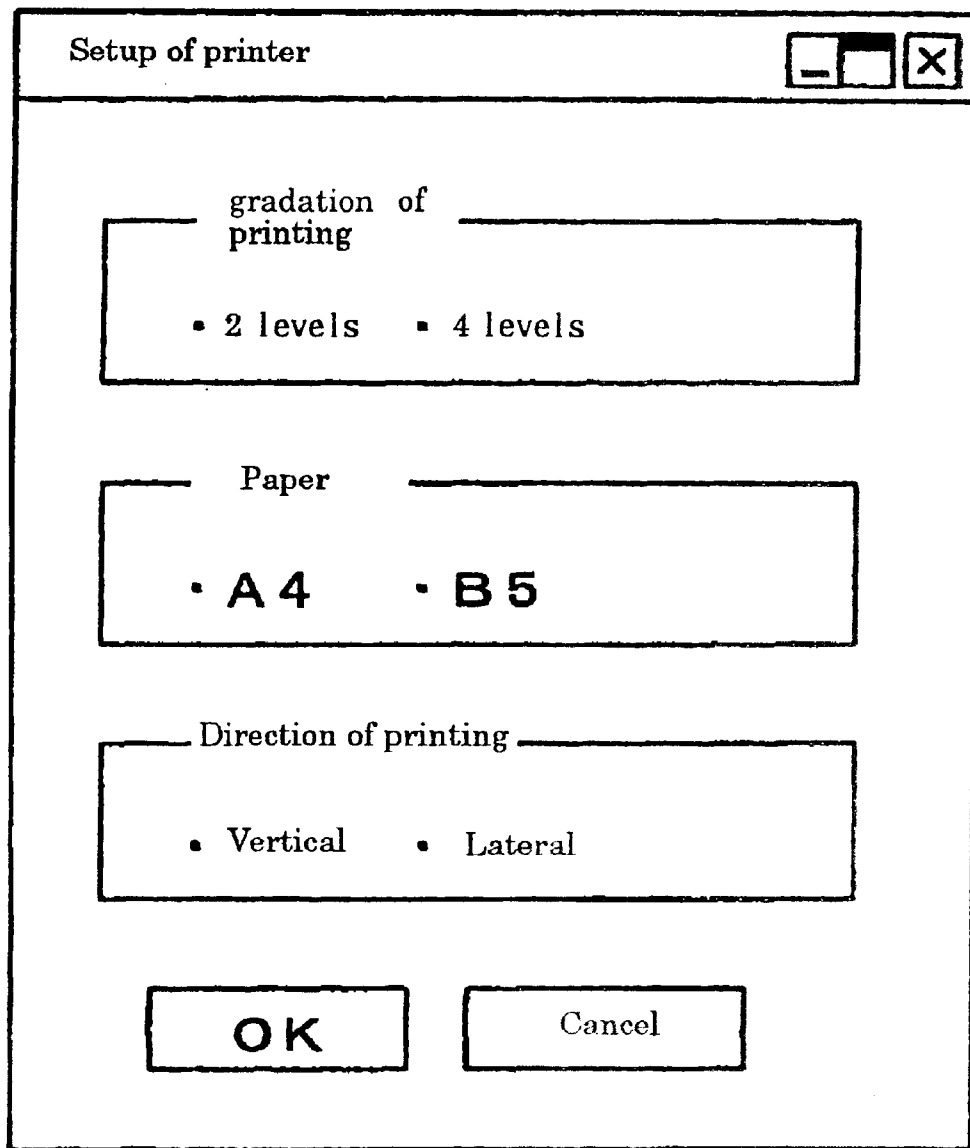 Setup of printer
gradation of
printing
▪ 2 levels ▪ 4 levels
Paper
▪ A4 ▪ B5
Direction of printing
▪ Vertical ▪ Lateral
OK Cancel